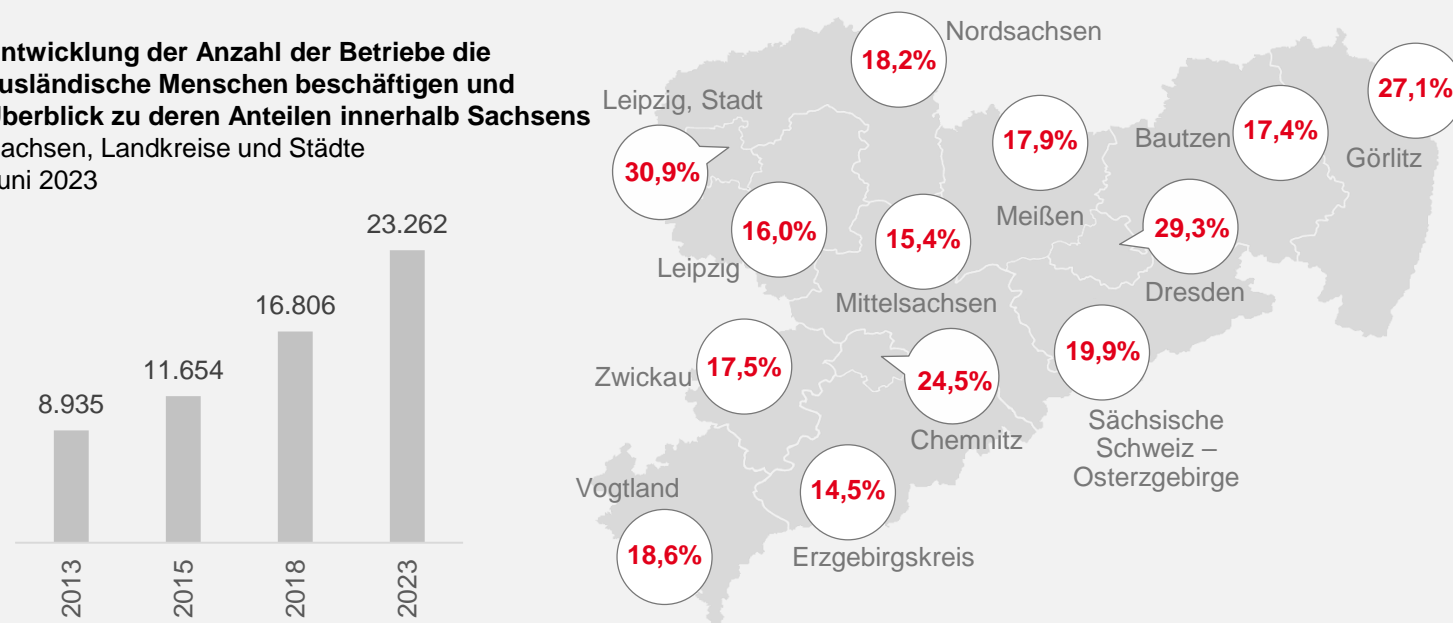 ntwicklung der Anzahl der Betriebe die
usländische Menschen beschäftigen und
Überblick zu deren Anteilen innerhalb Sachsens
achsen, Landkreise und Städte
uni 2023
8.935
11.654
16.806
23.262
2013
2015
2018
2023
Nordsachsen
18,2%
Leipzig, Stadt
30,9%
17,9%
Meißen
Bautzen
17,4%
27,1%
Görlitz
16,0%
Leipzig
15,4%
Mittelsachsen
29,3%
Dresden
Zwickau
17,5%
24,5%
Chemnitz
19,9%
Sächsische
Schweiz –
Osterzgebirge
Vogtland
18,6%
14,5%
Erzgebirgskreis